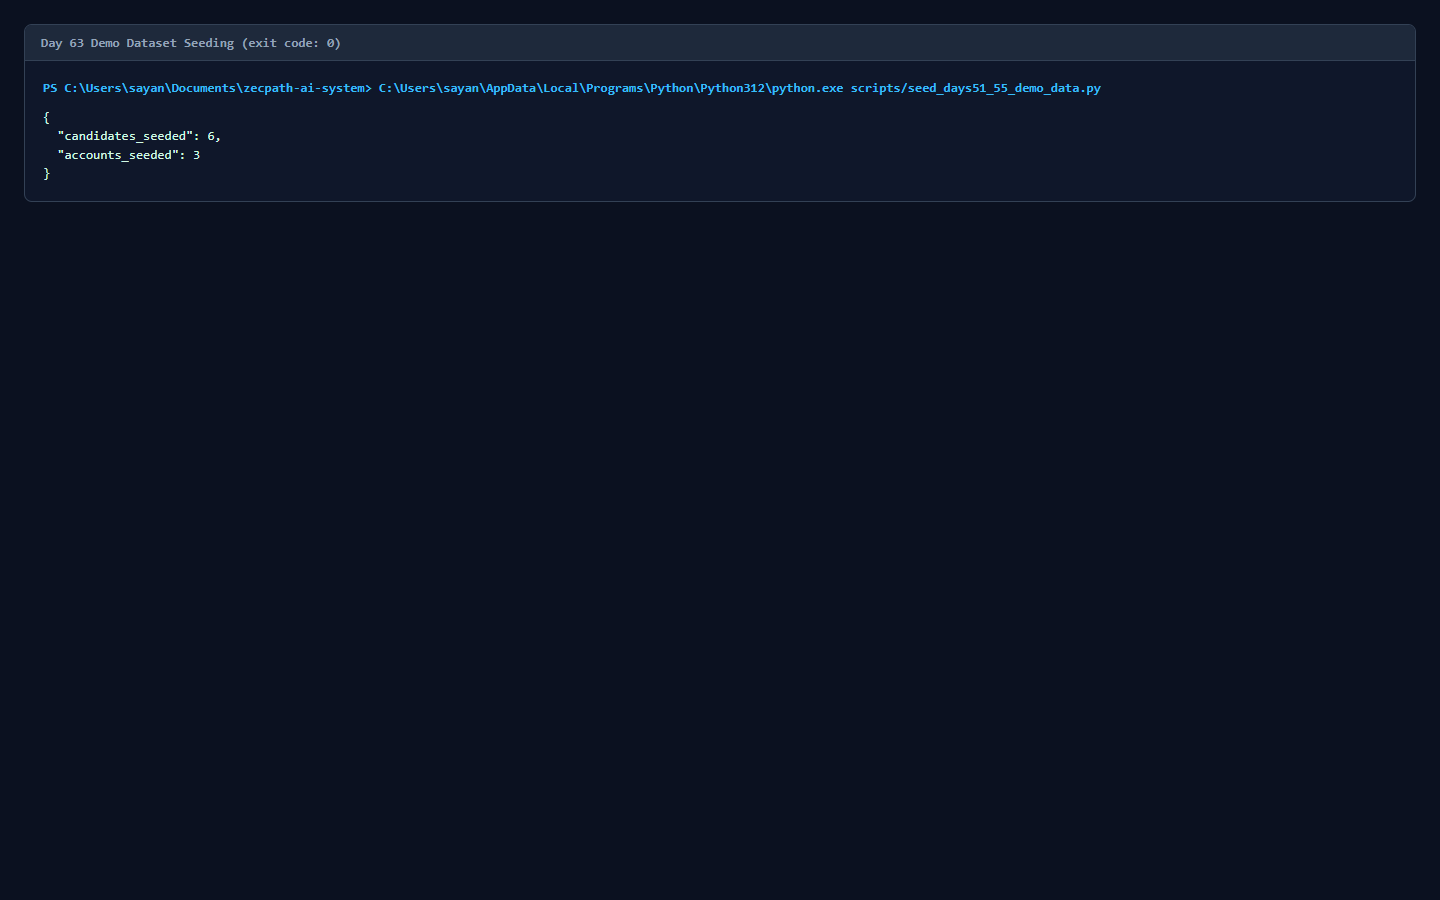 Day 63 Demo Dataset Seeding (exit code: 0)
PS C:\Users\sayan\Documents\zecpath-ai-system> C:\Users\sayan\AppData\Local\Programs\Python\Python312\python.exe scripts/seed_days51_55_demo_data.py
{
  "candidates_seeded": 6,
  "accounts_seeded": 3
}